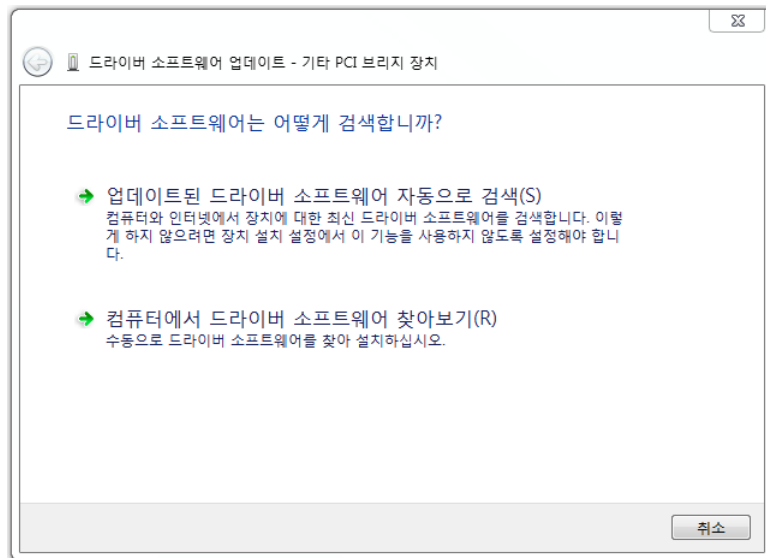 드라이버 소프트웨어 업데이트 - 기타 PCI 브리지 장치
드라이버 소프트웨어는 어떻게 검색합니까?
업데이트된 드라이버 소프트웨어 자동으로 검색(S)
컴퓨터와 인터넷에서 장치에 대한 최신 드라이버 소프트웨어를 검색합니다. 이렇
게 하지 않으려면 장치 설치 설정에서 이 기능을 사용하지 않도록 설정해야 합니
다.
컴퓨터에서 드라이버 소프트웨어 찾아보기(R)
수동으로 드라이버 소프트웨어를 찾아 설치하십시오.
취소